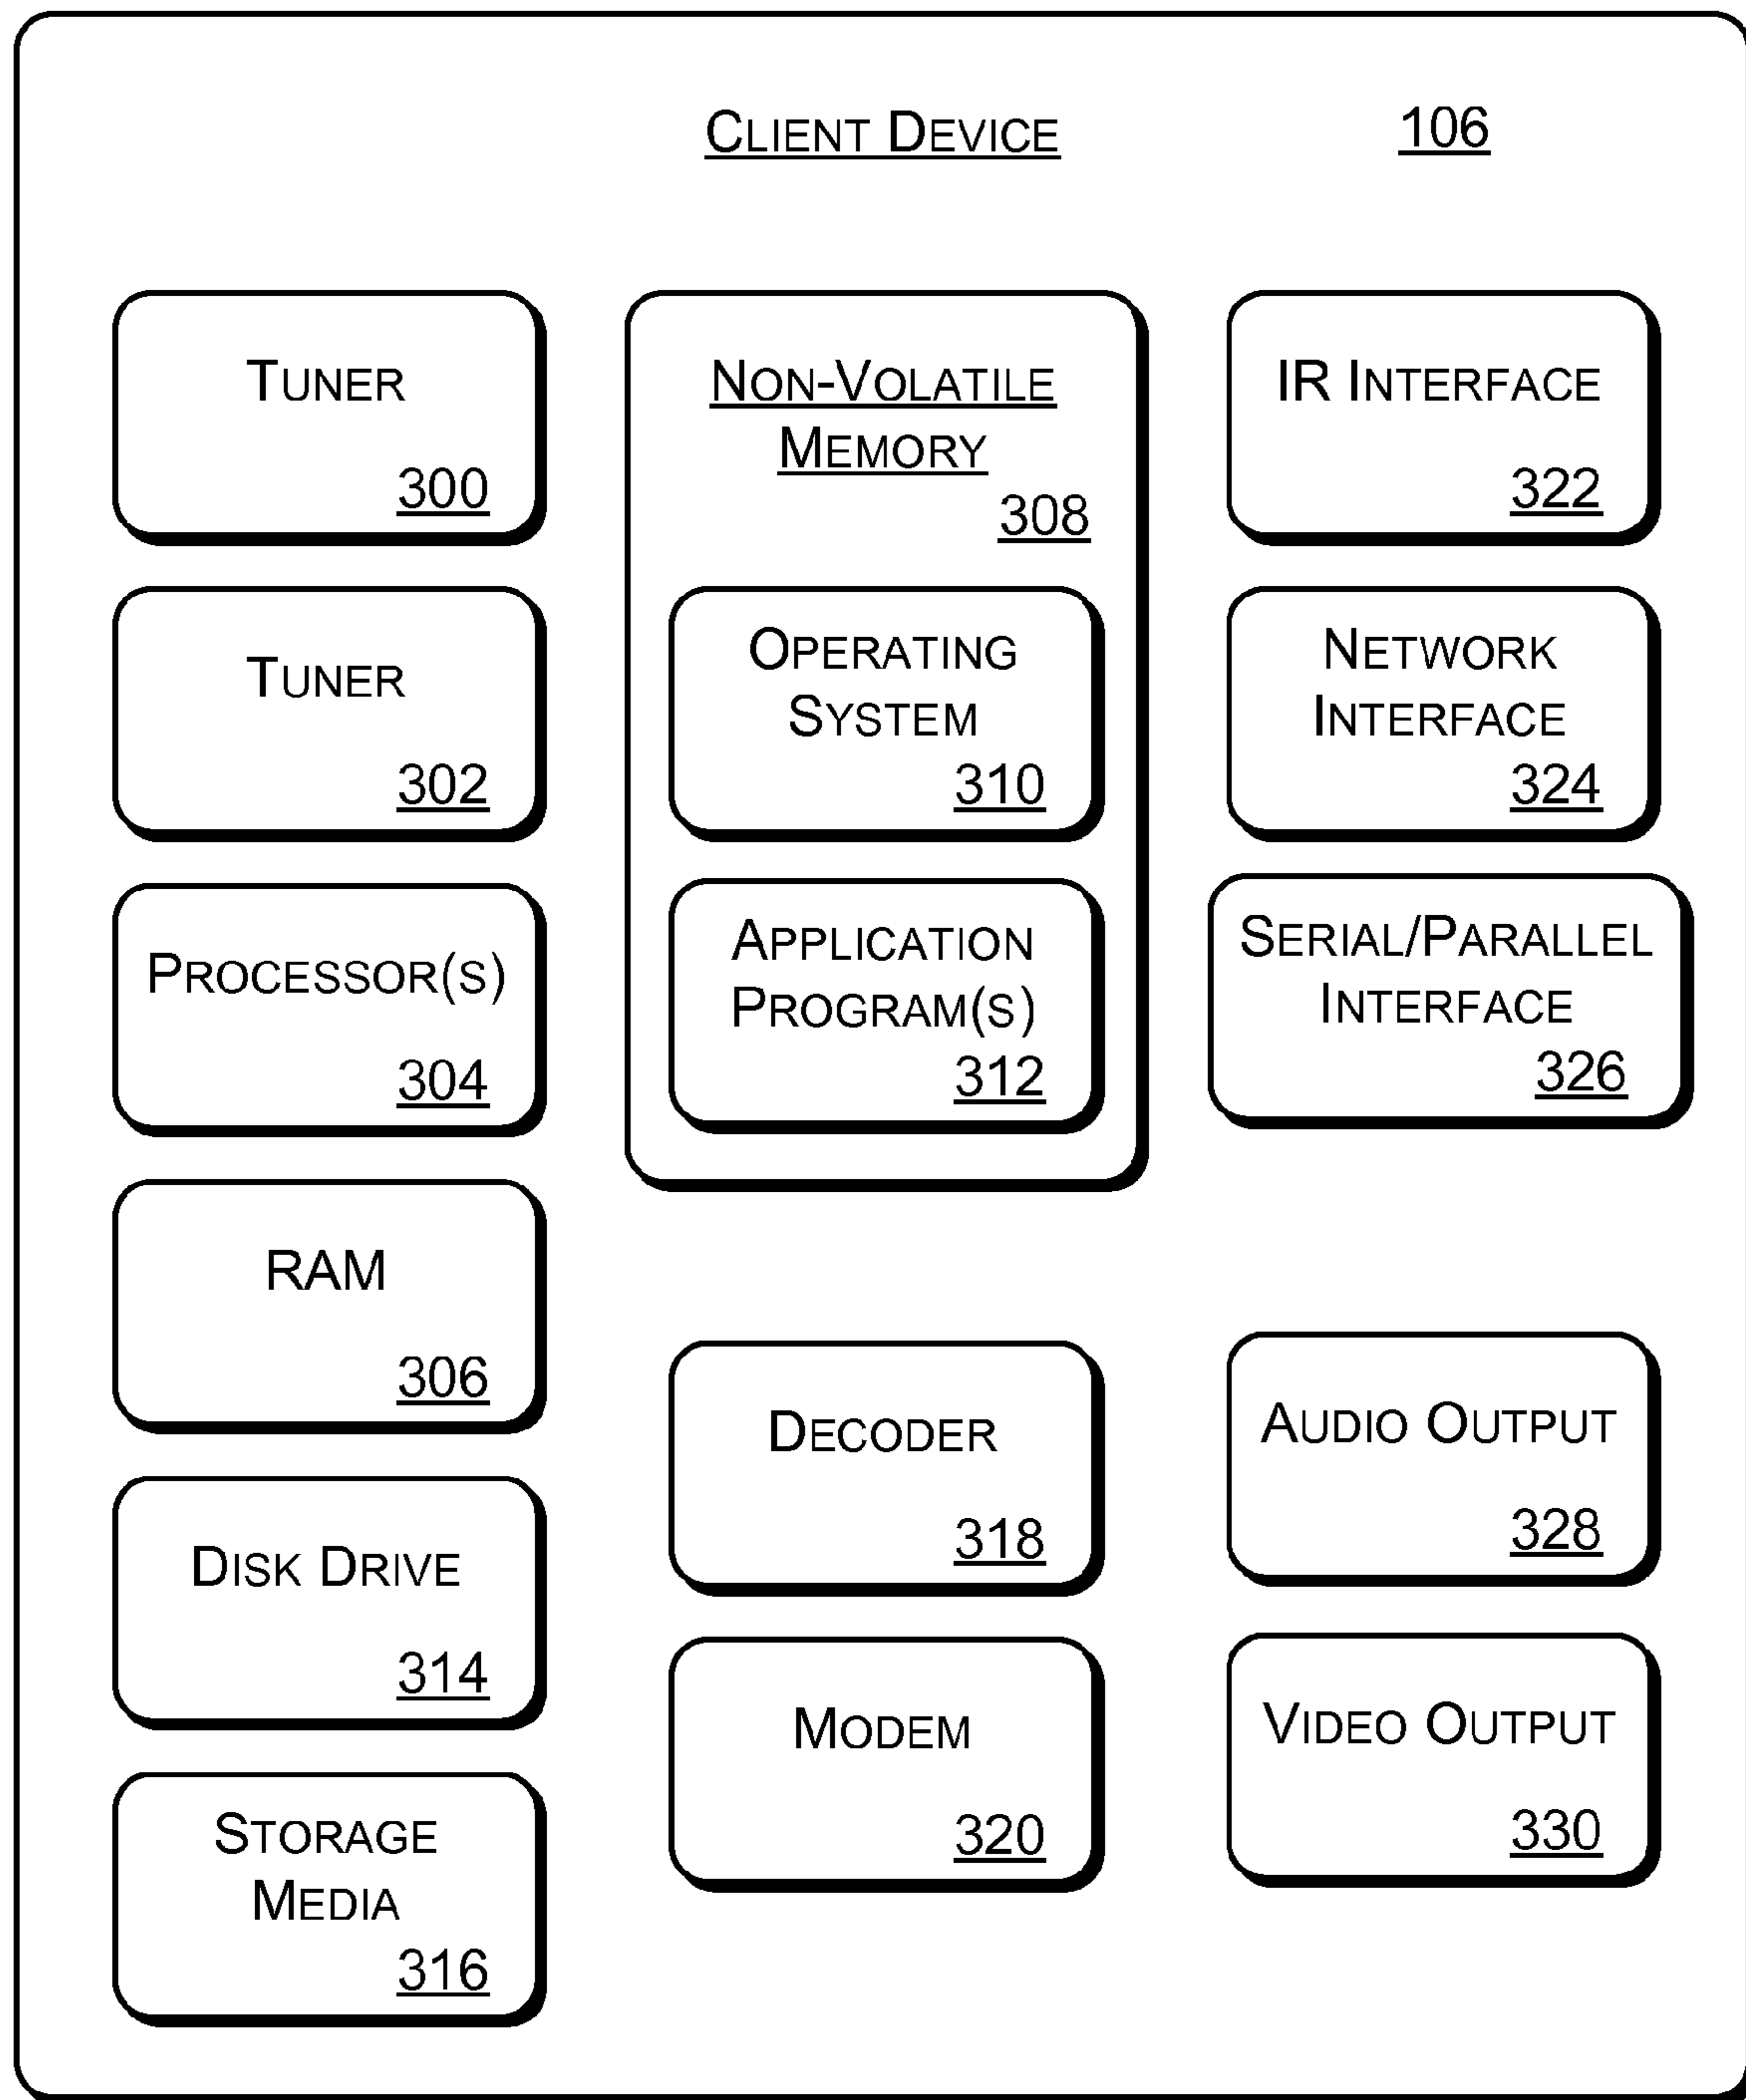 CLIENT DEVICE
106
TUNER
300
TUNER
302
PROCESSOR(S)
304
RAM
306
DISK DRIVE
314
STORAGE
MEDIA
316
NON-VOLATILE
MEMORY
308
OPERATING
SYSTEM
310
APPLICATION
PROGRAM(S)
312
DECODER
318
MODEM
320
IR INTERFACE
322
NETWORK
INTERFACE
324
SERIAL/PARALLEL
INTERFACE
326
AUDIO OUTPUT
328
VIDEO OUTPUT
330